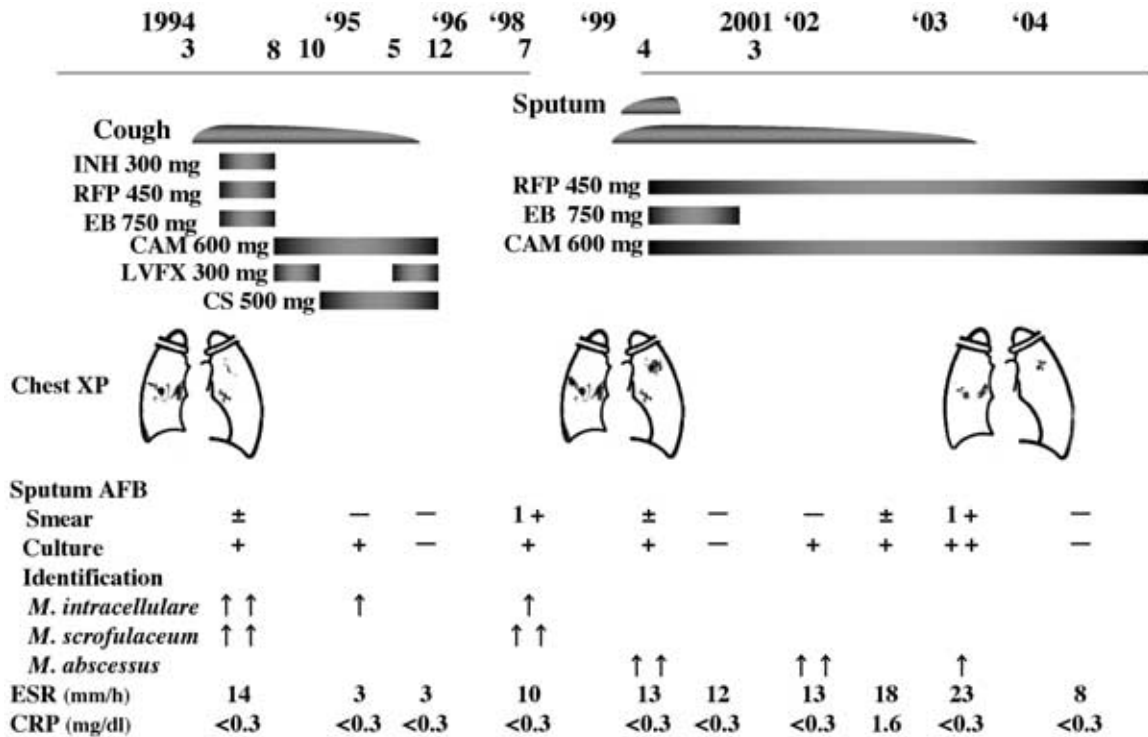 1994 ‘95 ‘96 ‘98 ‘99 2001 ‘02 ‘03 ‘04
3 8 10 5 12 7 4 3
Sputum
Cough
INH 300 mg
RFP 450 mg RFP 450 mg
EB 750 mg EB 750 mg
CAM 600 mg CAM 600 mg
LVFX 300 mg
CS 500 mg
Chest XP
Sputum AFB
Smear ± — — 1 + ± — — ± 1 + —
Culture + + — + + — + + + + —
Identification
M. intracellulare ↑ ↑ ↑ ↑
M. scrofulaceum ↑ ↑ ↑ ↑
M. abscessus ↑ ↑ ↑ ↑ ↑
ESR (mm/h) 14 3 3 10 13 12 13 18 23 8
CRP (mg/dl) <0.3 <0.3 <0.3 <0.3 <0.3 <0.3 <0.3 1.6 <0.3 <0.3